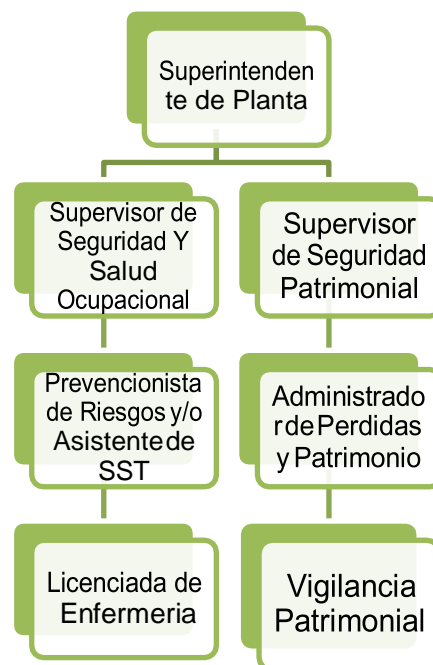 Superintenden
te de Planta
Supervisor de
Seguridad Y
Salud
Ocupacional
Supervisor
de Seguridad
Patrimonial
Prevencionista
de Riesgos y/o
Asistente de
SST
Administrado
r de Perdidas
y Patrimonio
Licenciada de
Enfermeria
Vigilancia
Patrimonial